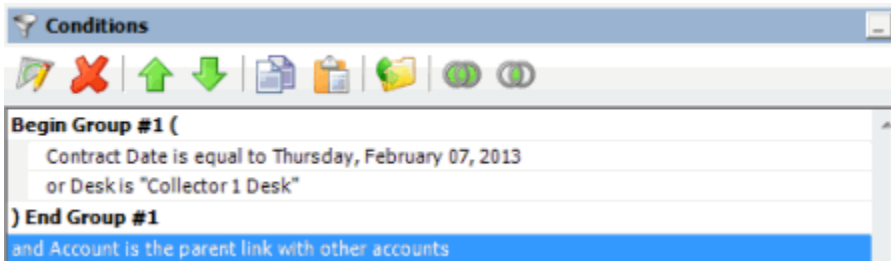 Conditions
Begin Group #1 (
Contract Date is equal to Thursday, February 07, 2013
or Desk is "Collector 1 Desk"
) End Group #1
and Account is the parent link with other accounts